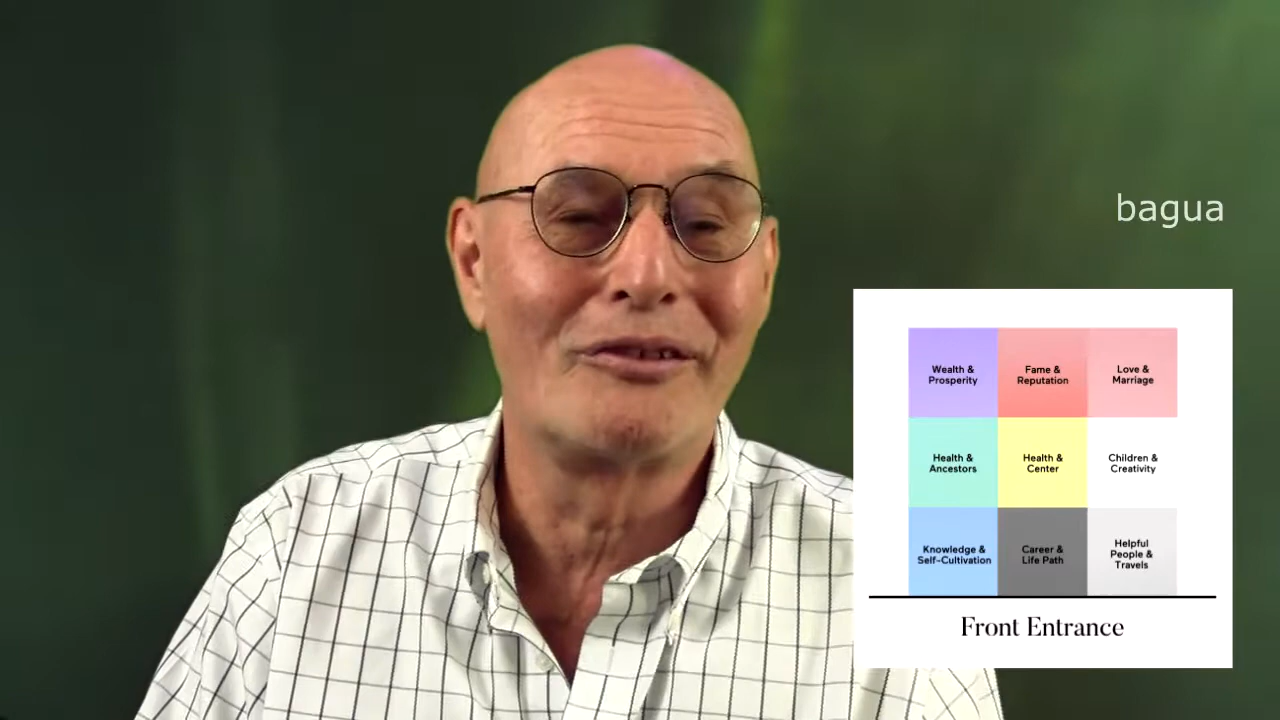 bagua
Wealth &
Prosperity
Fame &
Reputation
Love &
Marriage
Health &
Ancestors
Health &
Center
Children &
Creativity
Knowledge &
Self-Cultivation
Career &
Life Path
Helpful
People &
Travels
Front Entrance